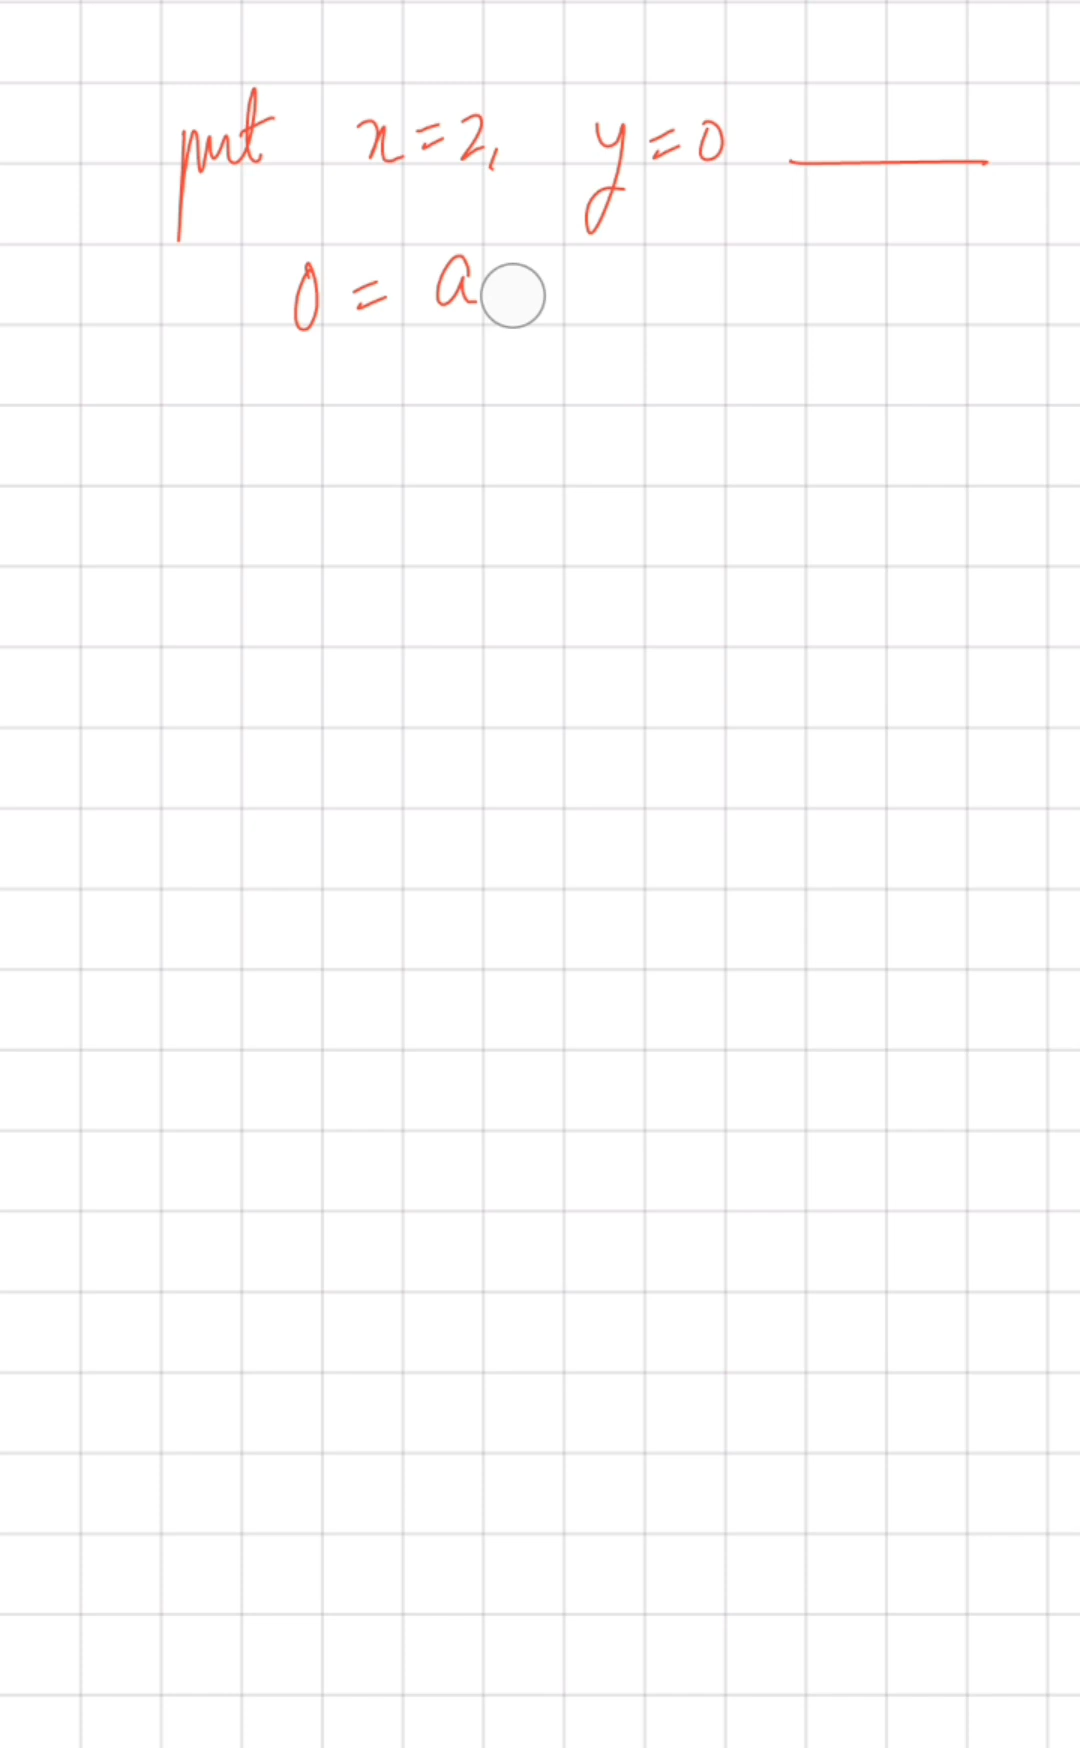 put x=2, y=0
0 = a